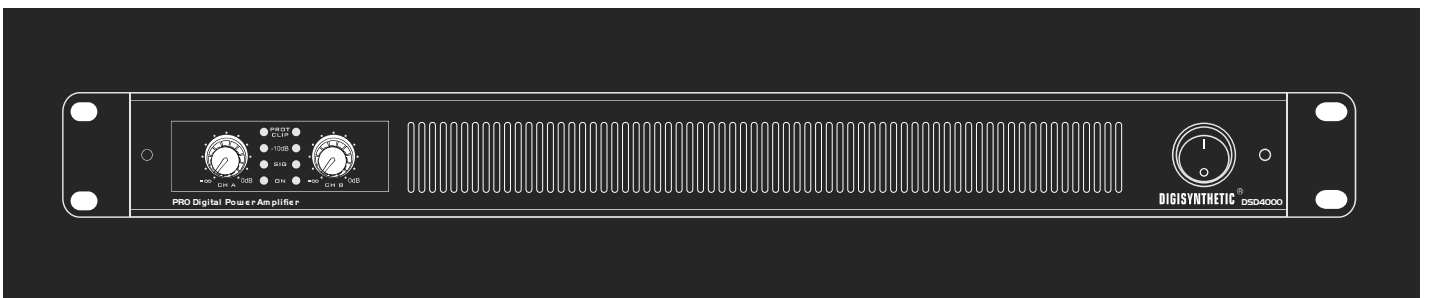 PROT
CLIP
-10dB
SIG
ON
-∞ CH A 0dB
-∞ CH B 0dB
PRO Digital Power Amplifier
DIGISYNTHETIC® DSD4000